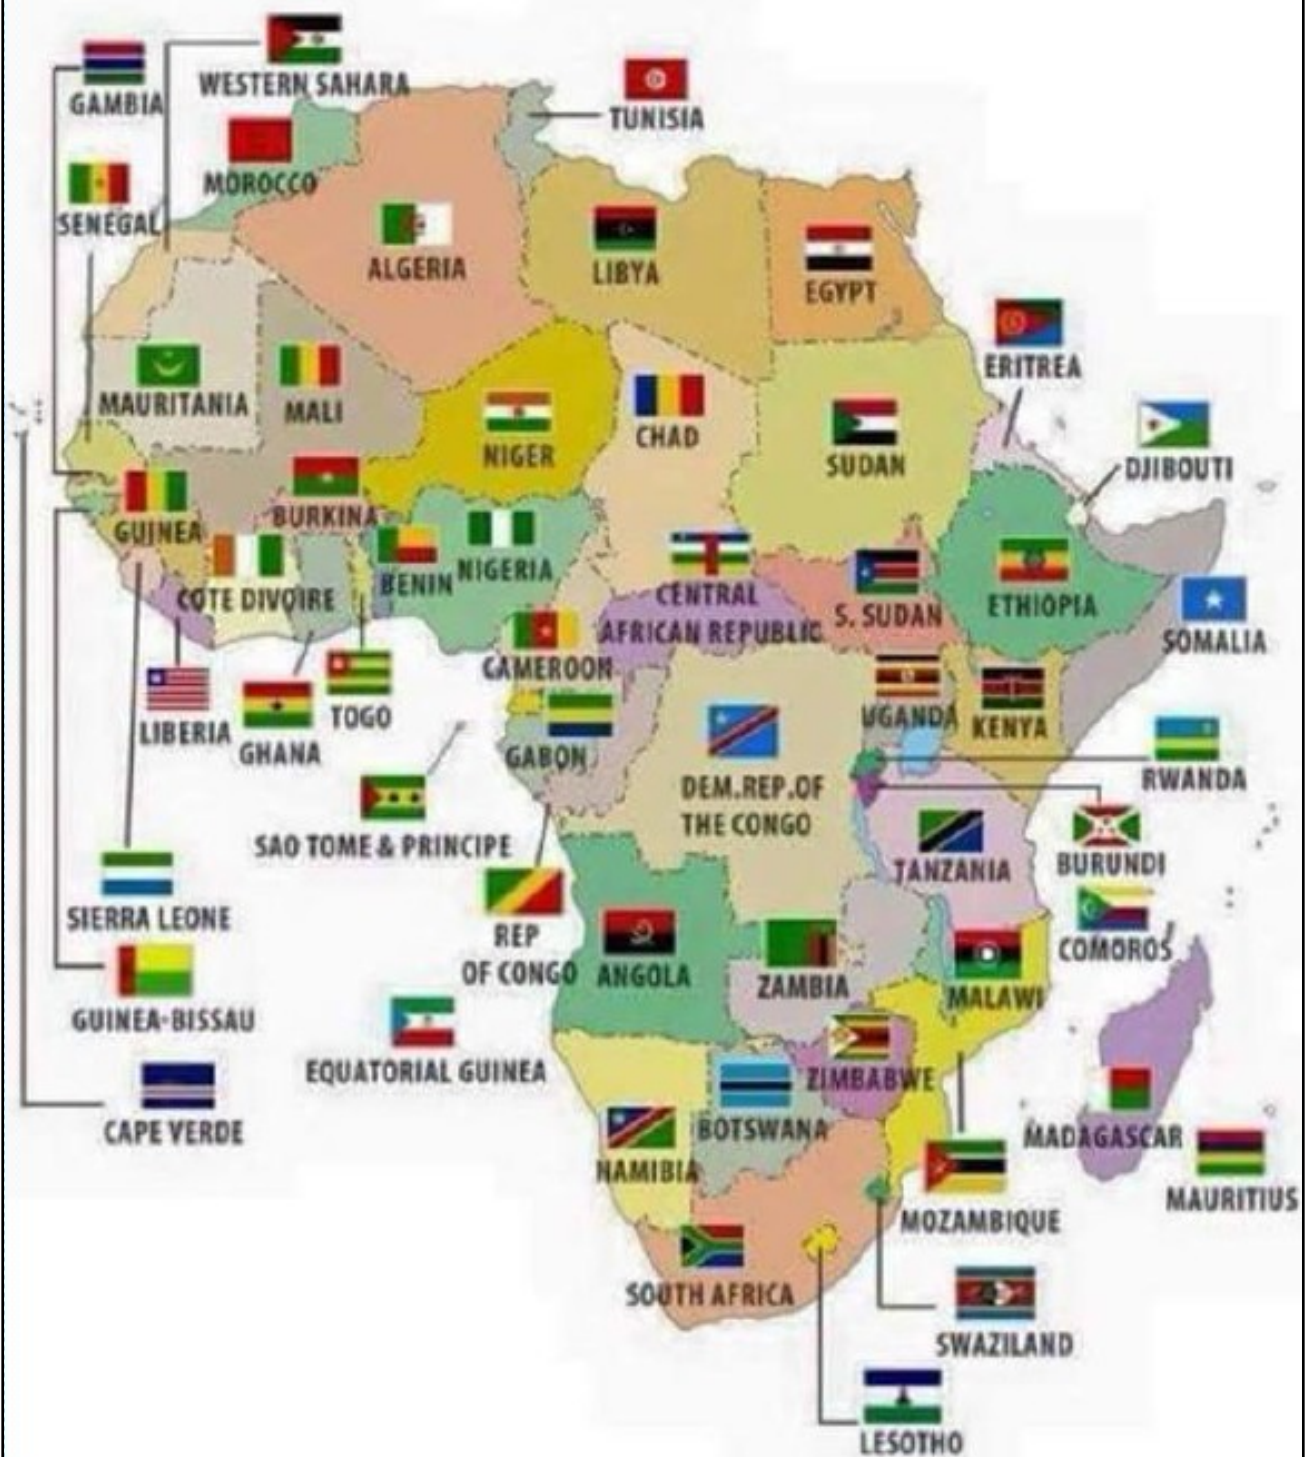 WESTERN SAHARA
GAMBIA
TUNISIA
MOROCCO
SENEGAL
ALGERIA
LIBYA
EGYPT
ERITREA
MAURITANIA
MALI
NIGER
CHAD
SUDAN
DJIBOUTI
GUINEA
BURKINA
BENIN
NIGERIA
COTE DIVOIRE
CENTRAL
AFRICAN REPUBLIC
S. SUDAN
ETHIOPIA
SOMALIA
CAMEROON
LIBERIA
GHANA
TOGO
GABON
UGANDA
KENYA
RWANDA
DEM.REP.OF
THE CONGO
SAO TOME & PRINCIPE
TANZANIA
BURUNDI
SIERRA LEONE
REP
OF CONGO
ANGOLA
ZAMBIA
COMOROS
MALAWI
GUINEA-BISSAU
EQUATORIAL GUINEA
ZIMBABWE
CAPE VERDE
BOTSWANA
MADAGASCAR
NAMIBIA
MAURITIUS
MOZAMBIQUE
SOUTH AFRICA
SWAZILAND
LESOTHO